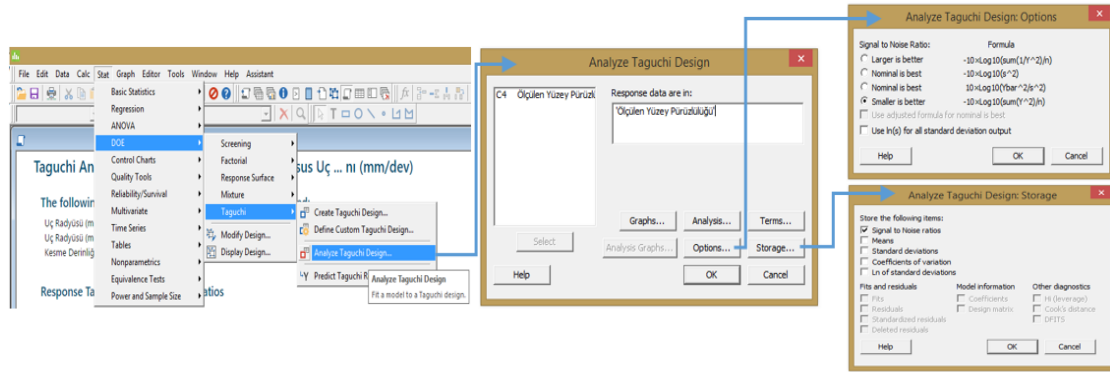 File Edit Data Calc Stat Graph Editor Tools Window Help Assistant
Basic Statistics
Regression
ANOVA
DOE
Control Charts
Quality Tools
Reliability/Survival
Multivariate
Time Series
Tables
Nonparametrics
Equivalence Tests
Power and Sample Size
Screening
Factorial
Response Surface
Mixture
Taguchi
Create Taguchi Design...
Define Custom Taguchi Design...
Modify Design...
Display Design...
Analyze Taguchi Design...
Predict Taguchi R
Analyze Taguchi Design
Fit a model to a Taguchi design.
Taguchi An
sus Uç ... nı (mm/dev)
The followin
d:
Uç Radyüsü (m
Uç Radyüsü (m
Kesme Derinliğ
Response Ta
atios
Analyze Taguchi Design
C4 Ölçülen Yüzey Pürüzlü
Response data are in:
'Ölçülen Yüzey Pürüzlülüğü'
Graphs... Analysis... Terms...
Select Analysis Graphs... Options... Storage...
Help OK Cancel
Analyze Taguchi Design: Options
Signal to Noise Ratio: Formula
Larger is better -10×Log10(sum(1/Y^2)/n)
Nominal is best -10×Log10(s^2)
Nominal is best 10×Log10(Ybar^2/s^2)
Smaller is better -10×Log10(sum(Y^2)/n)
Use adjusted formula for nominal is best
Use ln(s) for all standard deviation output
Help OK Cancel
Analyze Taguchi Design: Storage
Store the following items:
Signal to Noise ratios
Means
Standard deviations
Coefficients of variation
Ln of standard deviations
Fits and residuals Model information Other diagnostics
Fits Coefficients Hi (leverage)
Residuals Design matrix Cook's distance
Standardized residuals DFITS
Deleted residuals
Help OK Cancel